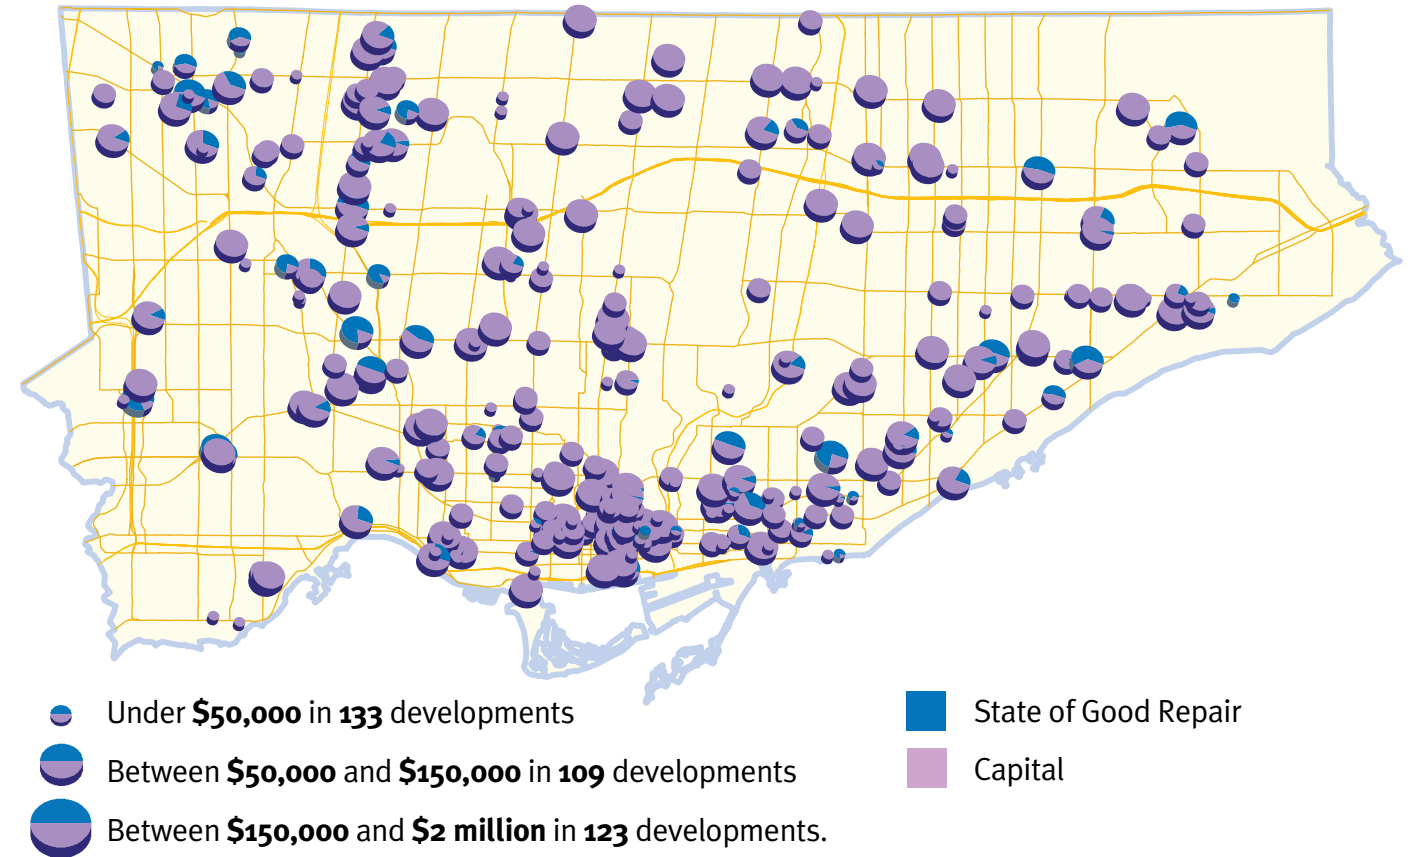 Under $50,000 in 133 developments
Between $50,000 and $150,000 in 109 developments
Between $150,000 and $2 million in 123 developments.
State of Good Repair
Capital